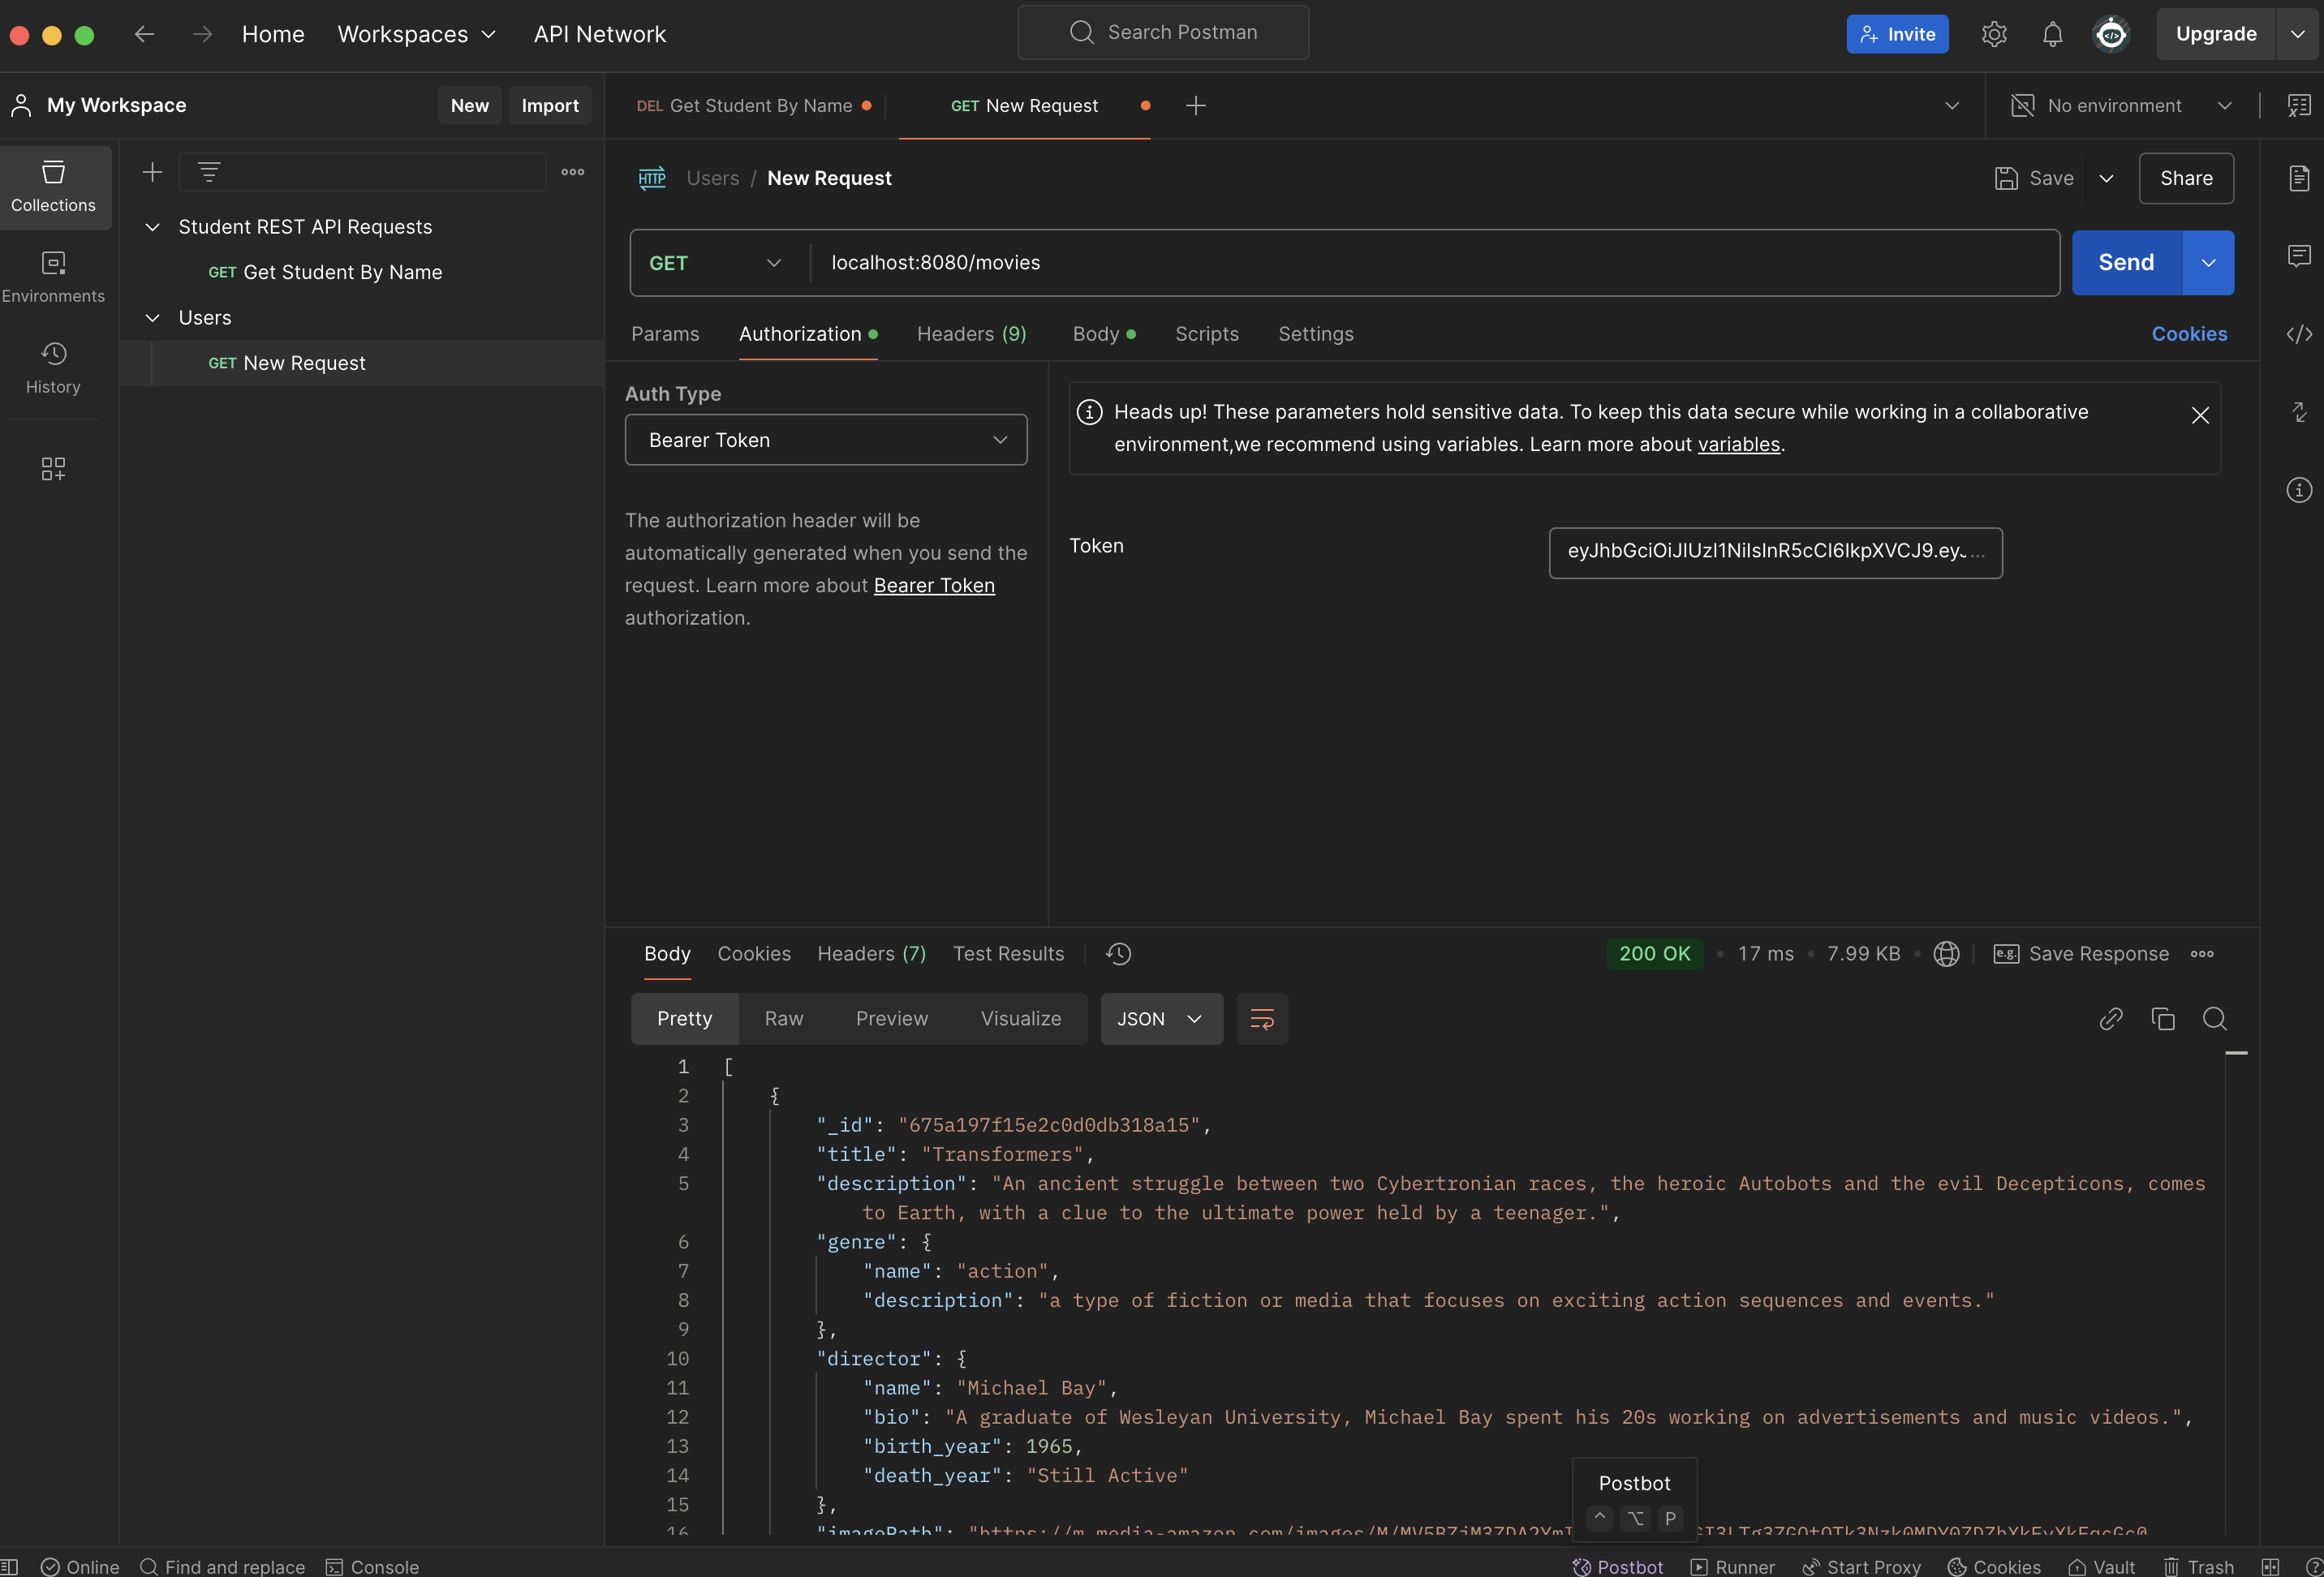 Home
Workspaces
API Network
Search Postman
Invite
Upgrade
My Workspace
New
Import
DEL Get Student By Name
GET New Request
No environment
Collections
Environments
History
Student REST API Requests
GET Get Student By Name
Users
GET New Request
HTTP
Users / New Request
Save
Share
GET
localhost:8080/movies
Send
Params
Authorization
Headers (9)
Body
Scripts
Settings
Cookies
Auth Type
Bearer Token
The authorization header will be
automatically generated when you send the
request. Learn more about Bearer Token
authorization.
Heads up! These parameters hold sensitive data. To keep this data secure while working in a collaborative
environment,we recommend using variables. Learn more about variables.
Token
Body
Cookies
Headers (7)
Test Results
200 OK
17 ms
7.99 KB
e.g.
Save Response
Pretty
Raw
Preview
Visualize
JSON
1 [
2 {
3 "_id": "675a197f15e2c0d0db318a15",
4 "title": "Transformers",
5 "description": "An ancient struggle between two Cybertronian races, the heroic Autobots and the evil Decepticons, comes
to Earth, with a clue to the ultimate power held by a teenager.",
6 "genre": {
7 "name": "action",
8 "description": "a type of fiction or media that focuses on exciting action sequences and events."
9 },
10 "director": {
11 "name": "Michael Bay",
12 "bio": "A graduate of Wesleyan University, Michael Bay spent his 20s working on advertisements and music videos.",
13 "birth_year": 1965,
14 "death_year": "Still Active"
15 },
16 "imagePath":
Postbot
^ ⌥ P
Online
Find and replace
Console
Postbot
Runner
Start Proxy
Cookies
Vault
Trash